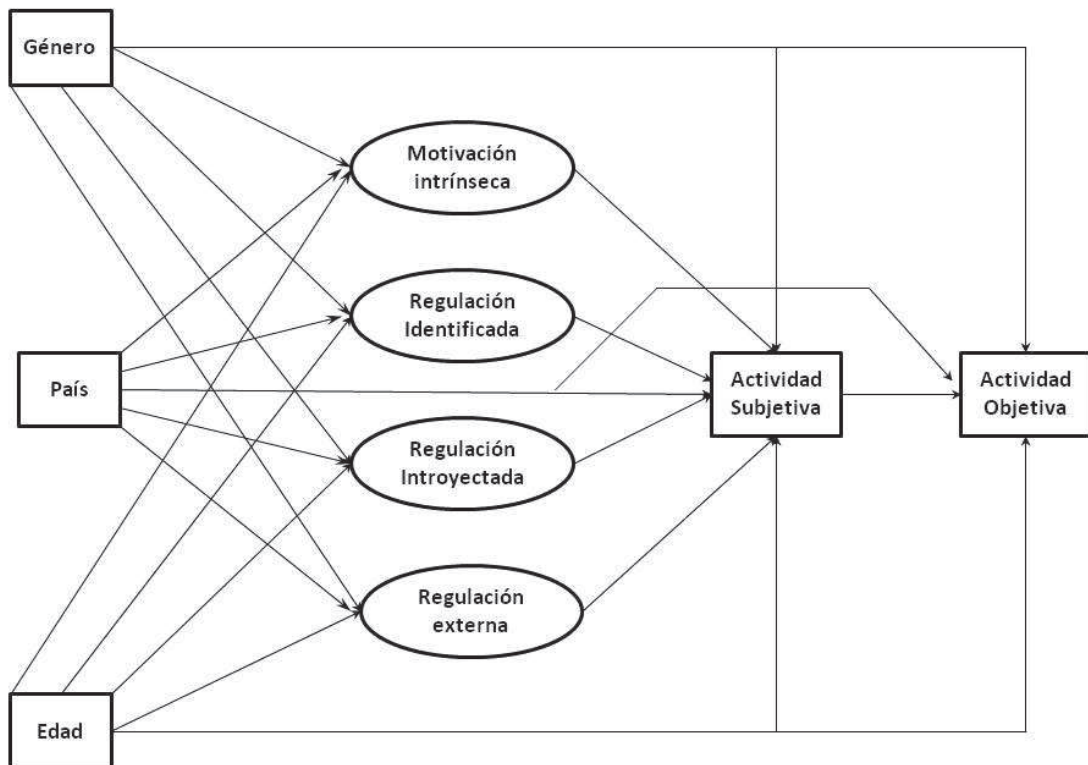 Género
Motivación
intrínseca
Regulación
Identificada
País
Actividad
Subjetiva
Actividad
Objetiva
Regulación
Introyectada
Regulación
externa
Edad